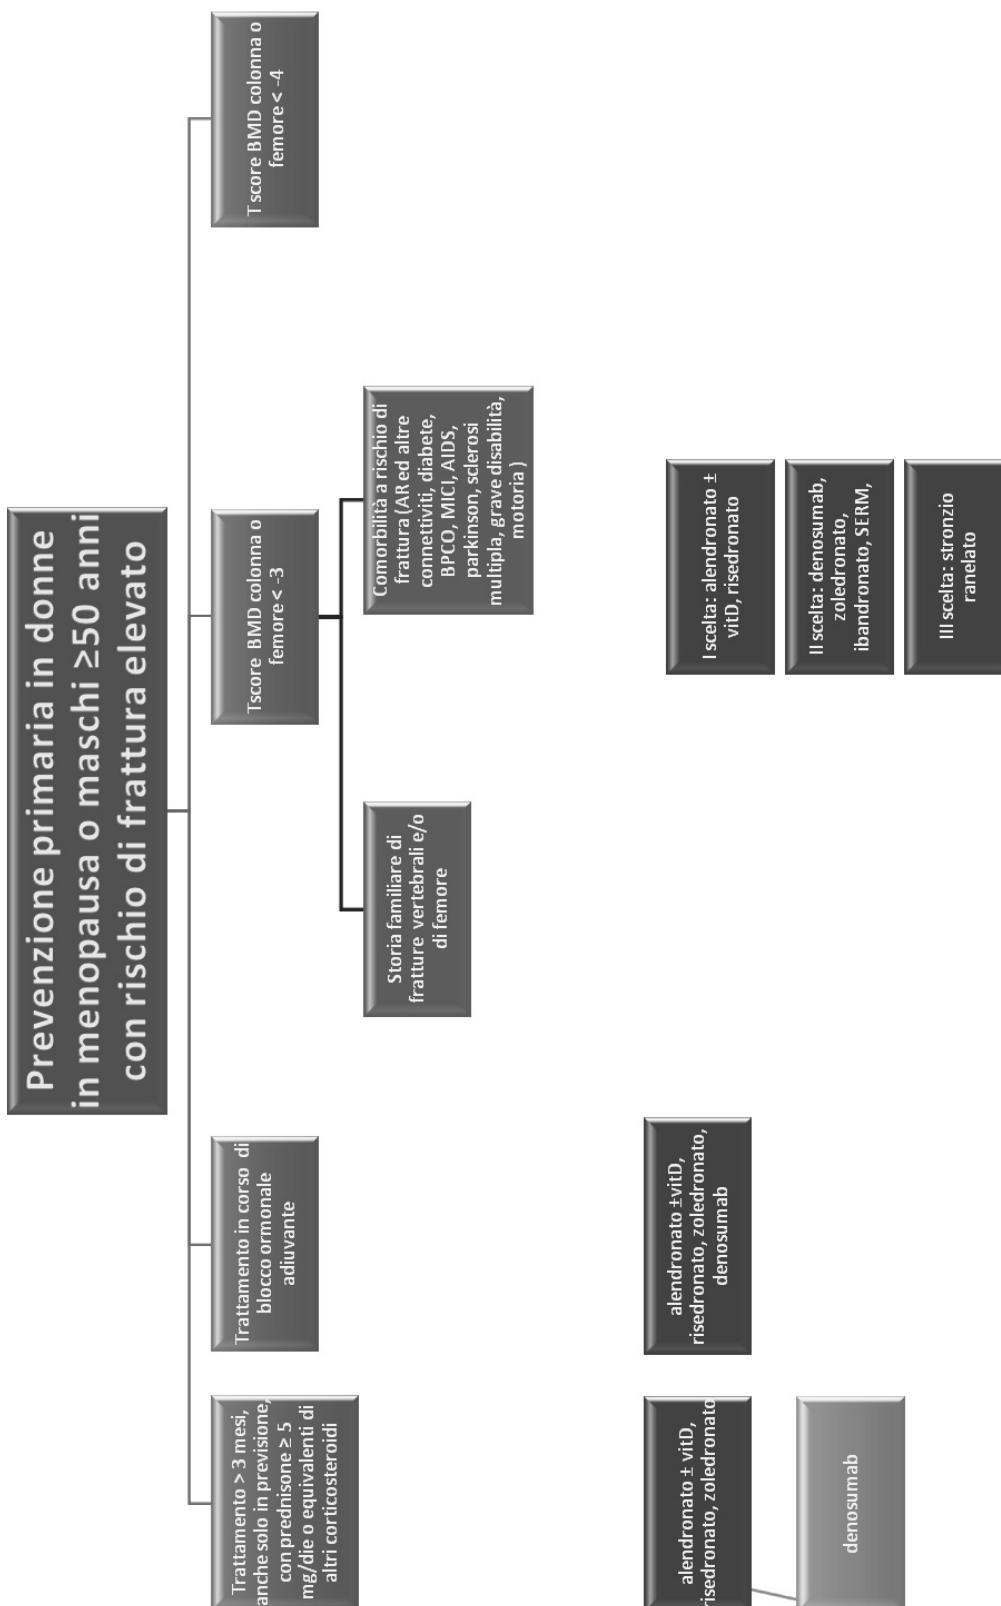 Prevenzione primaria in donne
in menopausa o maschi ≥50 anni
con rischio di frattura elevato
Trattamento > 3 mesi,
anche solo in previsione,
con prednisone ≥ 5
mg/die o equivalenti di
altri corticosteroidi
Trattamento in corso di
blocco ormonale
adiuvante
Tscore BMD colonna o
femore< -3
T score BMD colonna o
femore < -4
Storia familiare di
fratture vertebrali e/o
di femore
Comorbilità a rischio di
frattura (AR ed altre
connettiviti, diabete,
BPCO, MICI, AIDS,
parkinson, sclerosi
multipla, grave disabilità,
motoria )
alendronato ± vitD,
risedronato, zoledronato
denosumab
alendronato ±vitD,
risedronato, zoledronato,
denosumab
I scelta: alendronato ±
vitD, risedronato
II scelta: denosumab,
zoledronato,
ibandronato, SERM,
III scelta: stronzio
ranelato